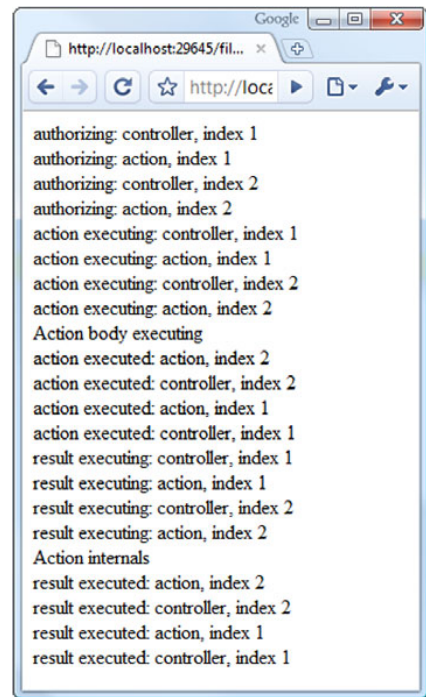 Google
http://localhost:29645/fil...
http://loca
authorizing: controller, index 1
authorizing: action, index 1
authorizing: controller, index 2
authorizing: action, index 2
action executing: controller, index 1
action executing: action, index 1
action executing: controller, index 2
action executing: action, index 2
Action body executing
action executed: action, index 2
action executed: controller, index 2
action executed: action, index 1
action executed: controller, index 1
result executing: controller, index 1
result executing: action, index 1
result executing: controller, index 2
result executing: action, index 2
Action internals
result executed: action, index 2
result executed: controller, index 2
result executed: action, index 1
result executed: controller, index 1